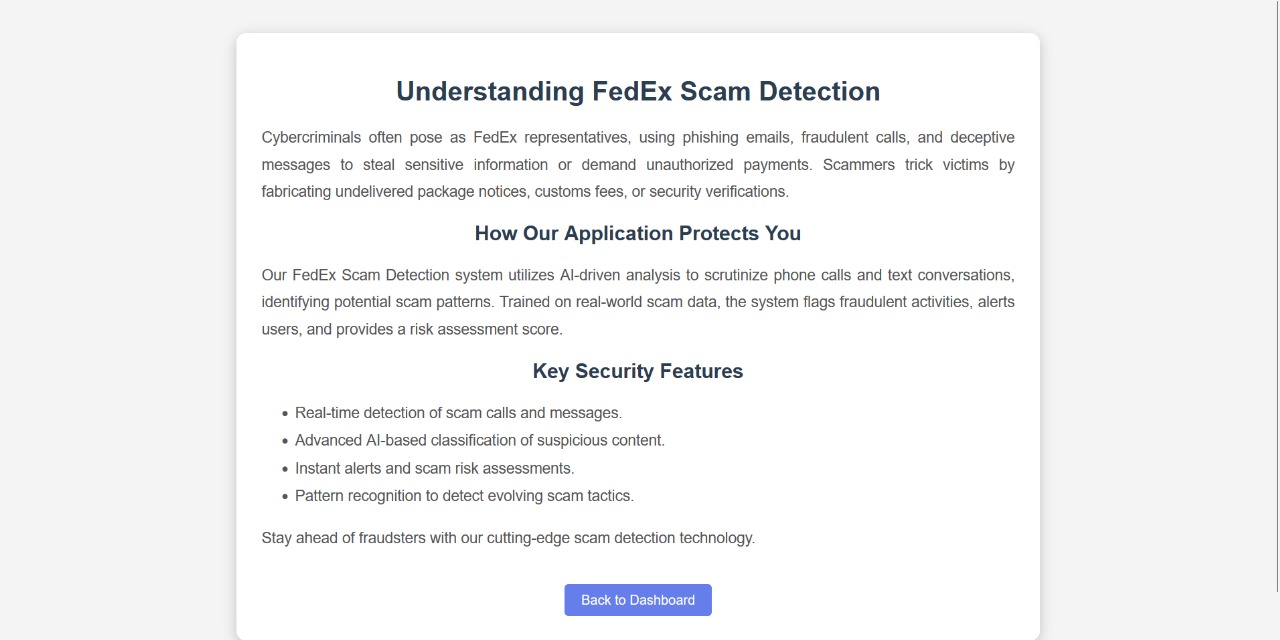 Understanding FedEx Scam Detection
Cybercriminals often pose as FedEx representatives, using phishing emails, fraudulent calls, and deceptive
messages to steal sensitive information or demand unauthorized payments. Scammers trick victims by
fabricating undelivered package notices, customs fees, or security verifications.
How Our Application Protects You
Our FedEx Scam Detection system utilizes AI-driven analysis to scrutinize phone calls and text conversations,
identifying potential scam patterns. Trained on real-world scam data, the system flags fraudulent activities, alerts
users, and provides a risk assessment score.
Key Security Features
• Real-time detection of scam calls and messages.
• Advanced AI-based classification of suspicious content.
• Instant alerts and scam risk assessments.
• Pattern recognition to detect evolving scam tactics.
Stay ahead of fraudsters with our cutting-edge scam detection technology.
Back to Dashboard